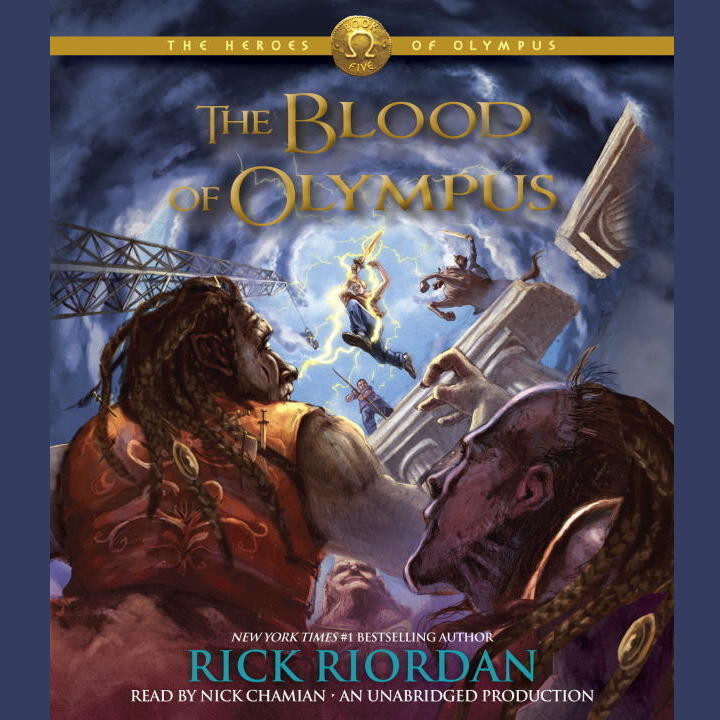 THE HEROES OF OLYMPUS
BOOK
Ω
FIVE
THE BLOOD
OF OLYMPUS
NEW YORK TIMES #1 BESTSELLING AUTHOR
RICK RIORDAN
READ BY NICK CHAMIAN • AN UNABRIDGED PRODUCTION